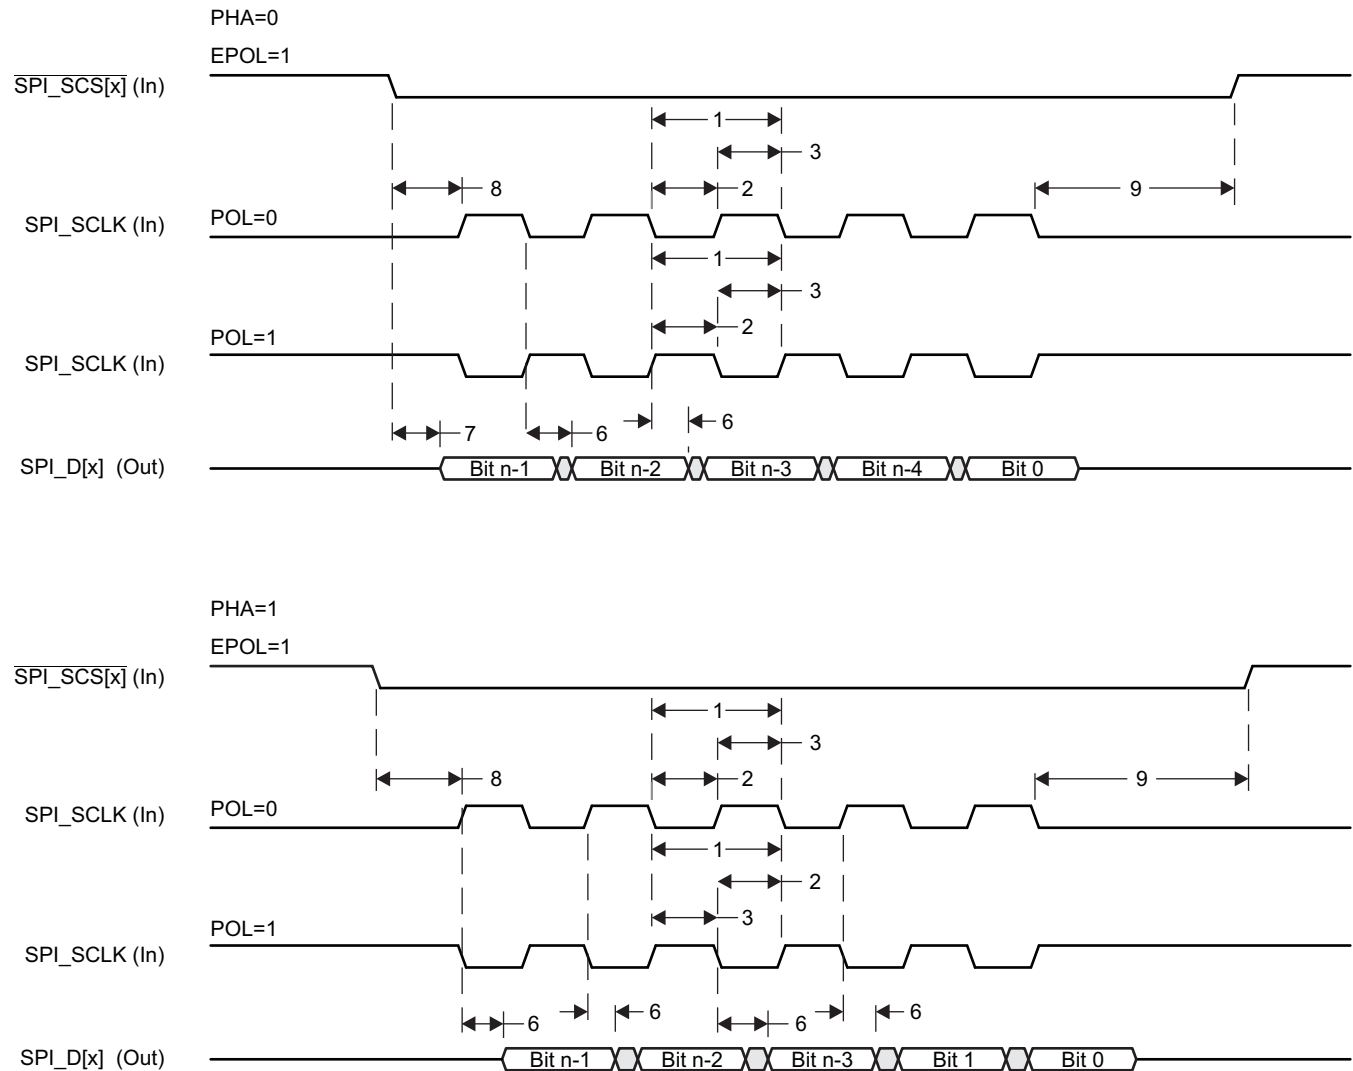 PHA=0
EPOL=1
SPI_SCS[x] (In)
1
3
8
2
9
SPI_SCLK (In)
POL=0
1
3
2
POL=1
SPI_SCLK (In)
7
6
6
SPI_D[x] (Out)
Bit n-1
Bit n-2
Bit n-3
Bit n-4
Bit 0
PHA=1
EPOL=1
SPI_SCS[x] (In)
1
3
8
2
9
SPI_SCLK (In)
POL=0
1
2
3
POL=1
SPI_SCLK (In)
6
6
6
6
SPI_D[x] (Out)
Bit n-1
Bit n-2
Bit n-3
Bit 1
Bit 0